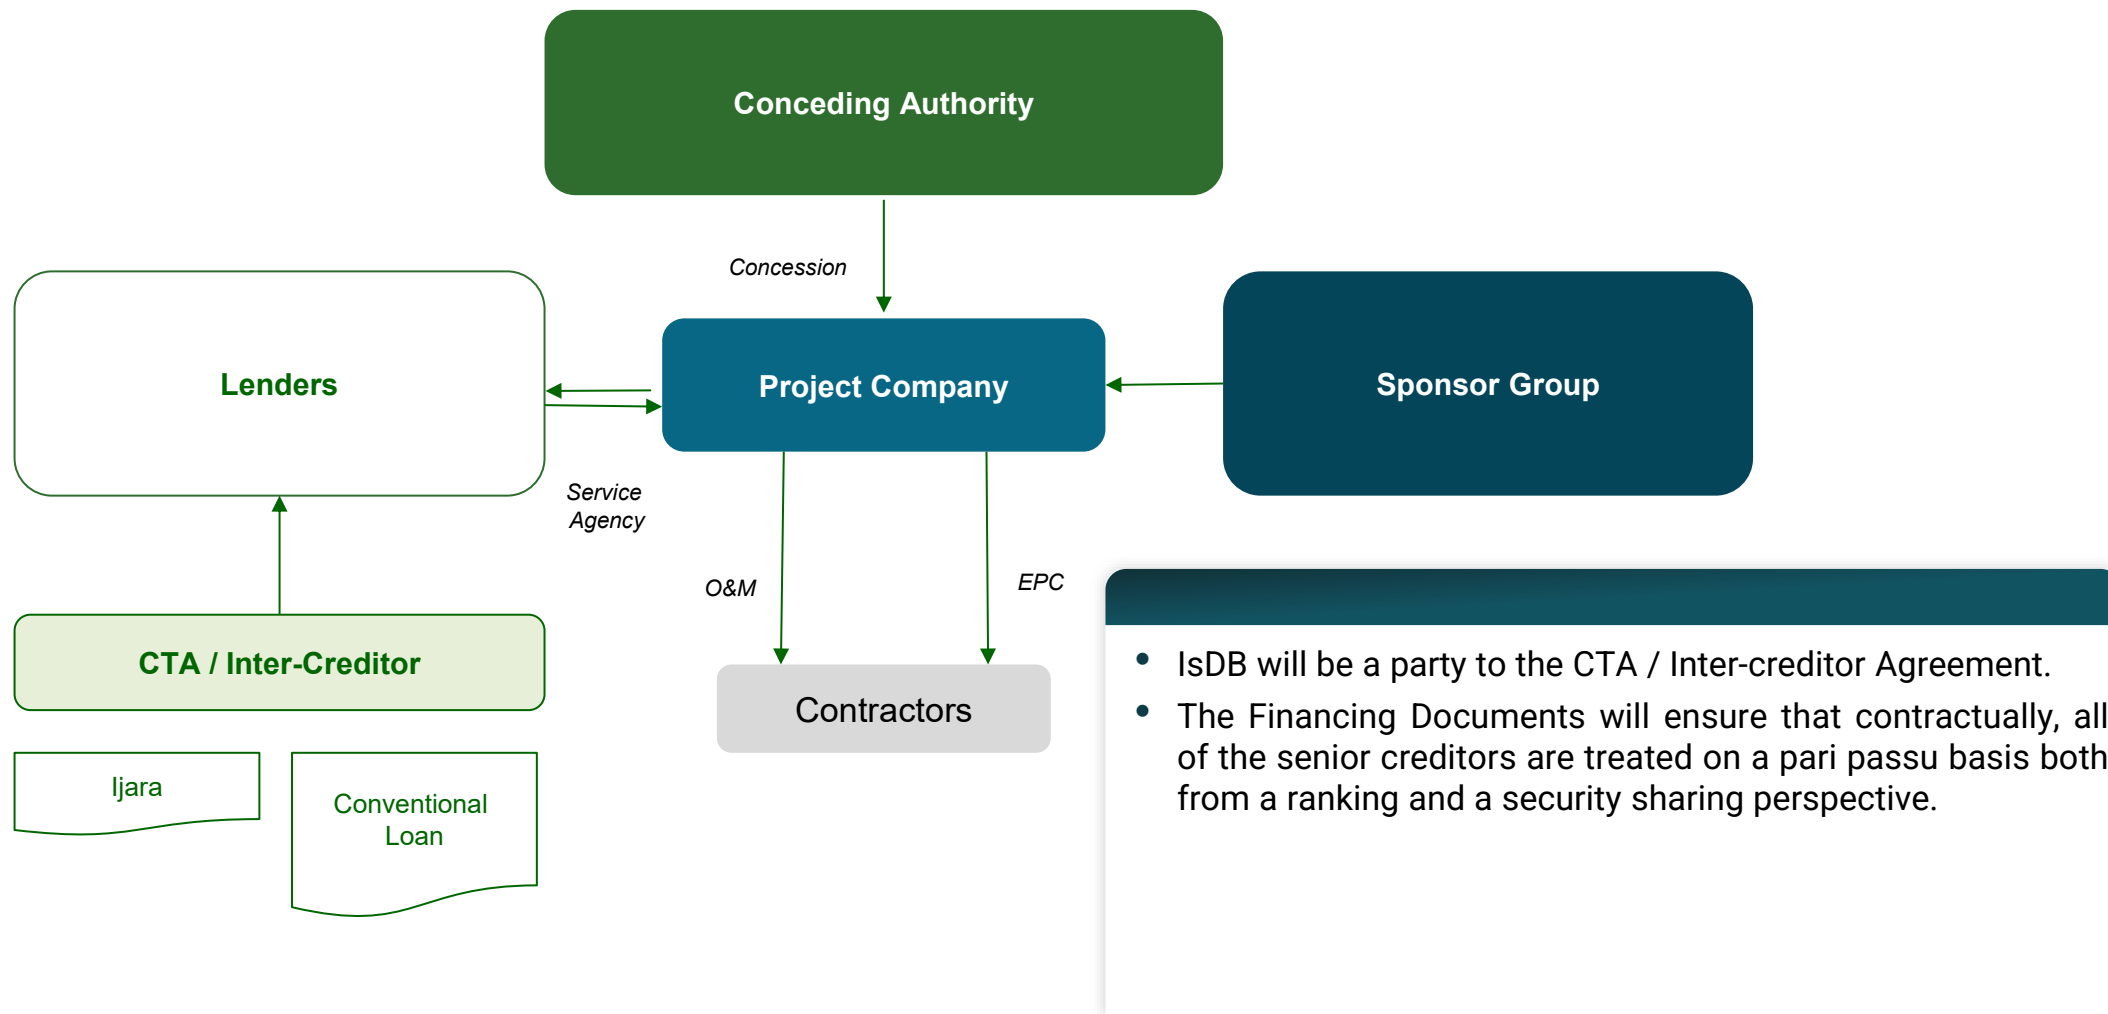 Conceding Authority
Concession
Lenders
Project Company
Sponsor Group
Service
Agency
O&M
EPC
CTA / Inter-Creditor
Contractors
Ijara
Conventional
Loan
• IsDB will be a party to the CTA / Inter-creditor Agreement.
• The Financing Documents will ensure that contractually, all
of the senior creditors are treated on a pari passu basis both
from a ranking and a security sharing perspective.